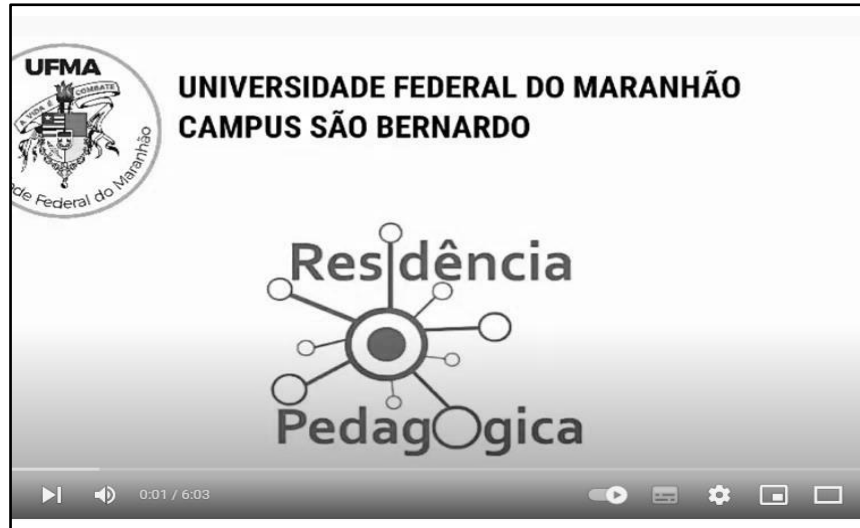 UFMA
A VIDA É COMBATE
de Federal do Maranhão
UNIVERSIDADE FEDERAL DO MARANHÃO
CAMPUS SÃO BERNARDO
Residência
Pedagógica
0:01 / 6:03